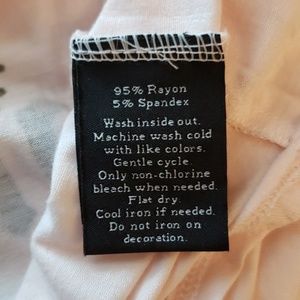 95% Rayon
5% Spandex
Wash inside out.
Machine wash cold
with like colors.
Gentle cycle.
Only non-chlorine
bleach when needed.
Flat dry.
Cool iron if needed.
Do not iron on
decoration.